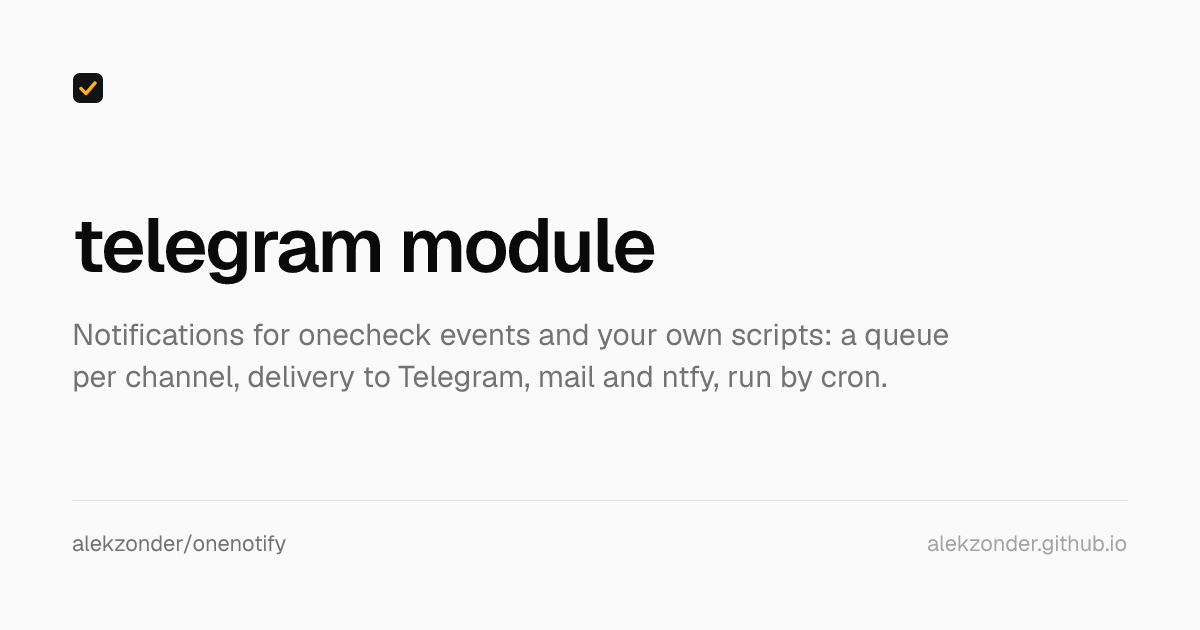 telegram module
Notifications for onecheck events and your own scripts: a queue
per channel, delivery to Telegram, mail and ntfy, run by cron.
alekzonder/onenotify
alekzonder.github.io